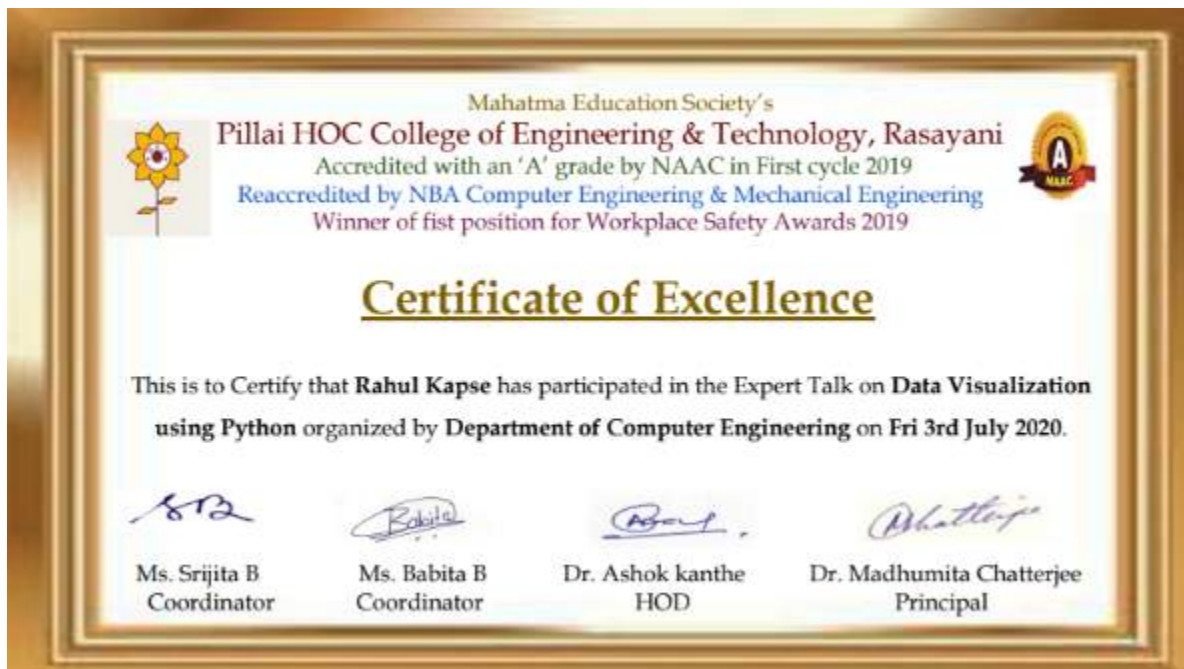 Mahatma Education Society's
Pillai HOC College of Engineering & Technology, Rasayani
Accredited with an 'A' grade by NAAC in First cycle 2019
Reaccredited by NBA Computer Engineering & Mechanical Engineering
Winner of fist position for Workplace Safety Awards 2019
A
NAAC
Certificate of Excellence
This is to Certify that Rahul Kapse has participated in the Expert Talk on Data Visualization
using Python organized by Department of Computer Engineering on Fri 3rd July 2020.
Babita
Ms. Srijita B
Coordinator
Ms. Babita B
Coordinator
Dr. Ashok kanthe
HOD
Dr. Madhumita Chatterjee
Principal